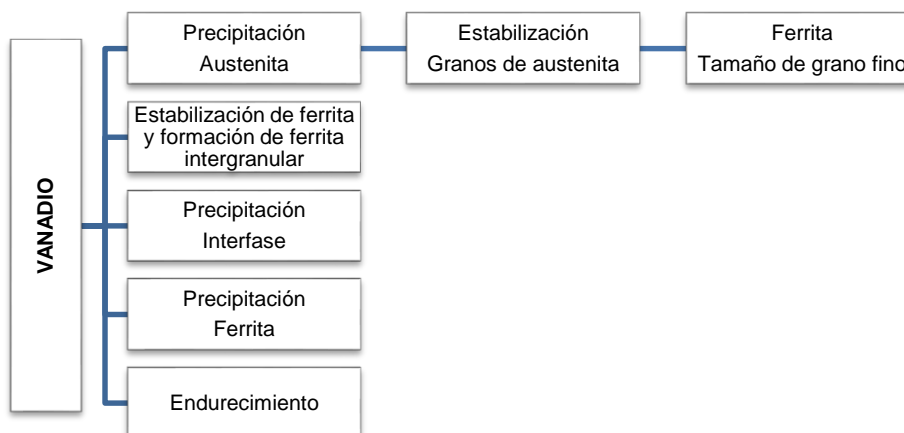 VANADIO
Precipitación
Austenita
Estabilización
Granos de austenita
Ferrita
Tamaño de grano fino
Estabilización de ferrita
y formación de ferrita
intergranular
Precipitación
Interfase
Precipitación
Ferrita
Endurecimiento